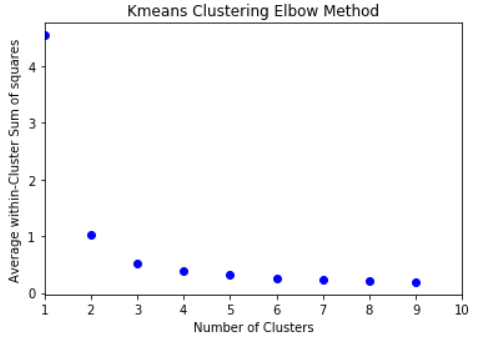 Kmeans Clustering Elbow Method
Average within-Cluster Sum of squares
4
3
2
1
0
1 2 3 4 5 6 7 8 9 10
Number of Clusters